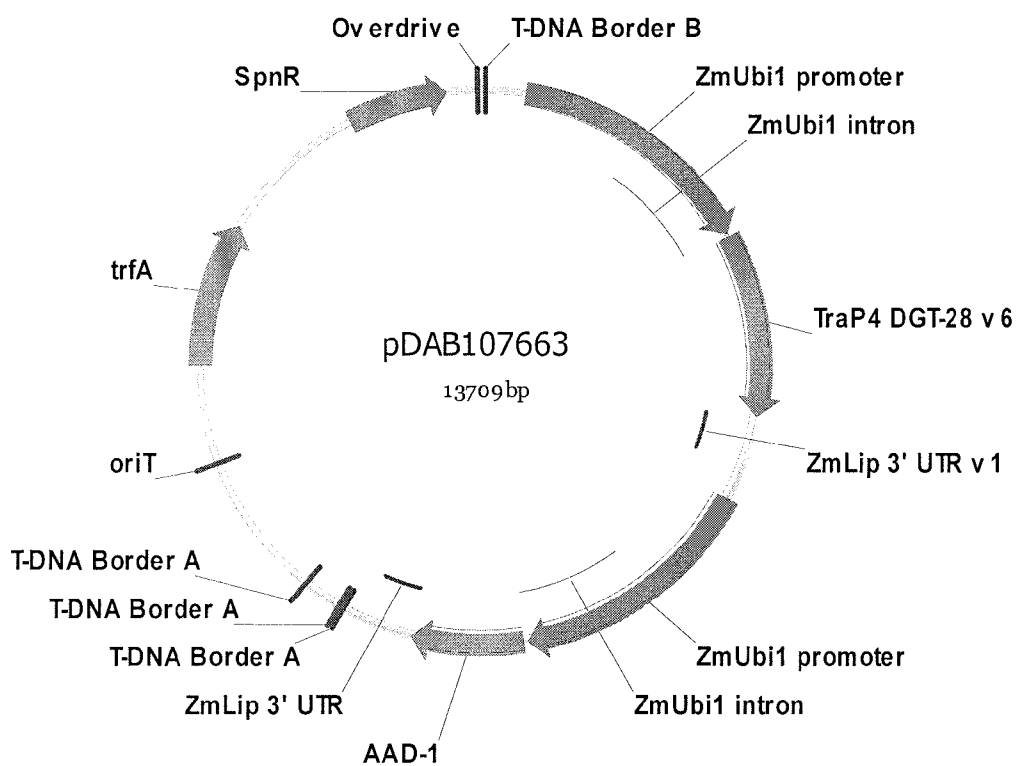 Overdrive
T-DNA Border B
SpnR
ZmUbi1 promoter
ZmUbi1 intron
trfA
TraP4 DGT-28 v6
pDAB107663
13709bp
oriT
ZmLip 3' UTR v1
T-DNA Border A
T-DNA Border A
T-DNA Border A
ZmUbi1 promoter
ZmLip 3' UTR
ZmUbi1 intron
AAD-1